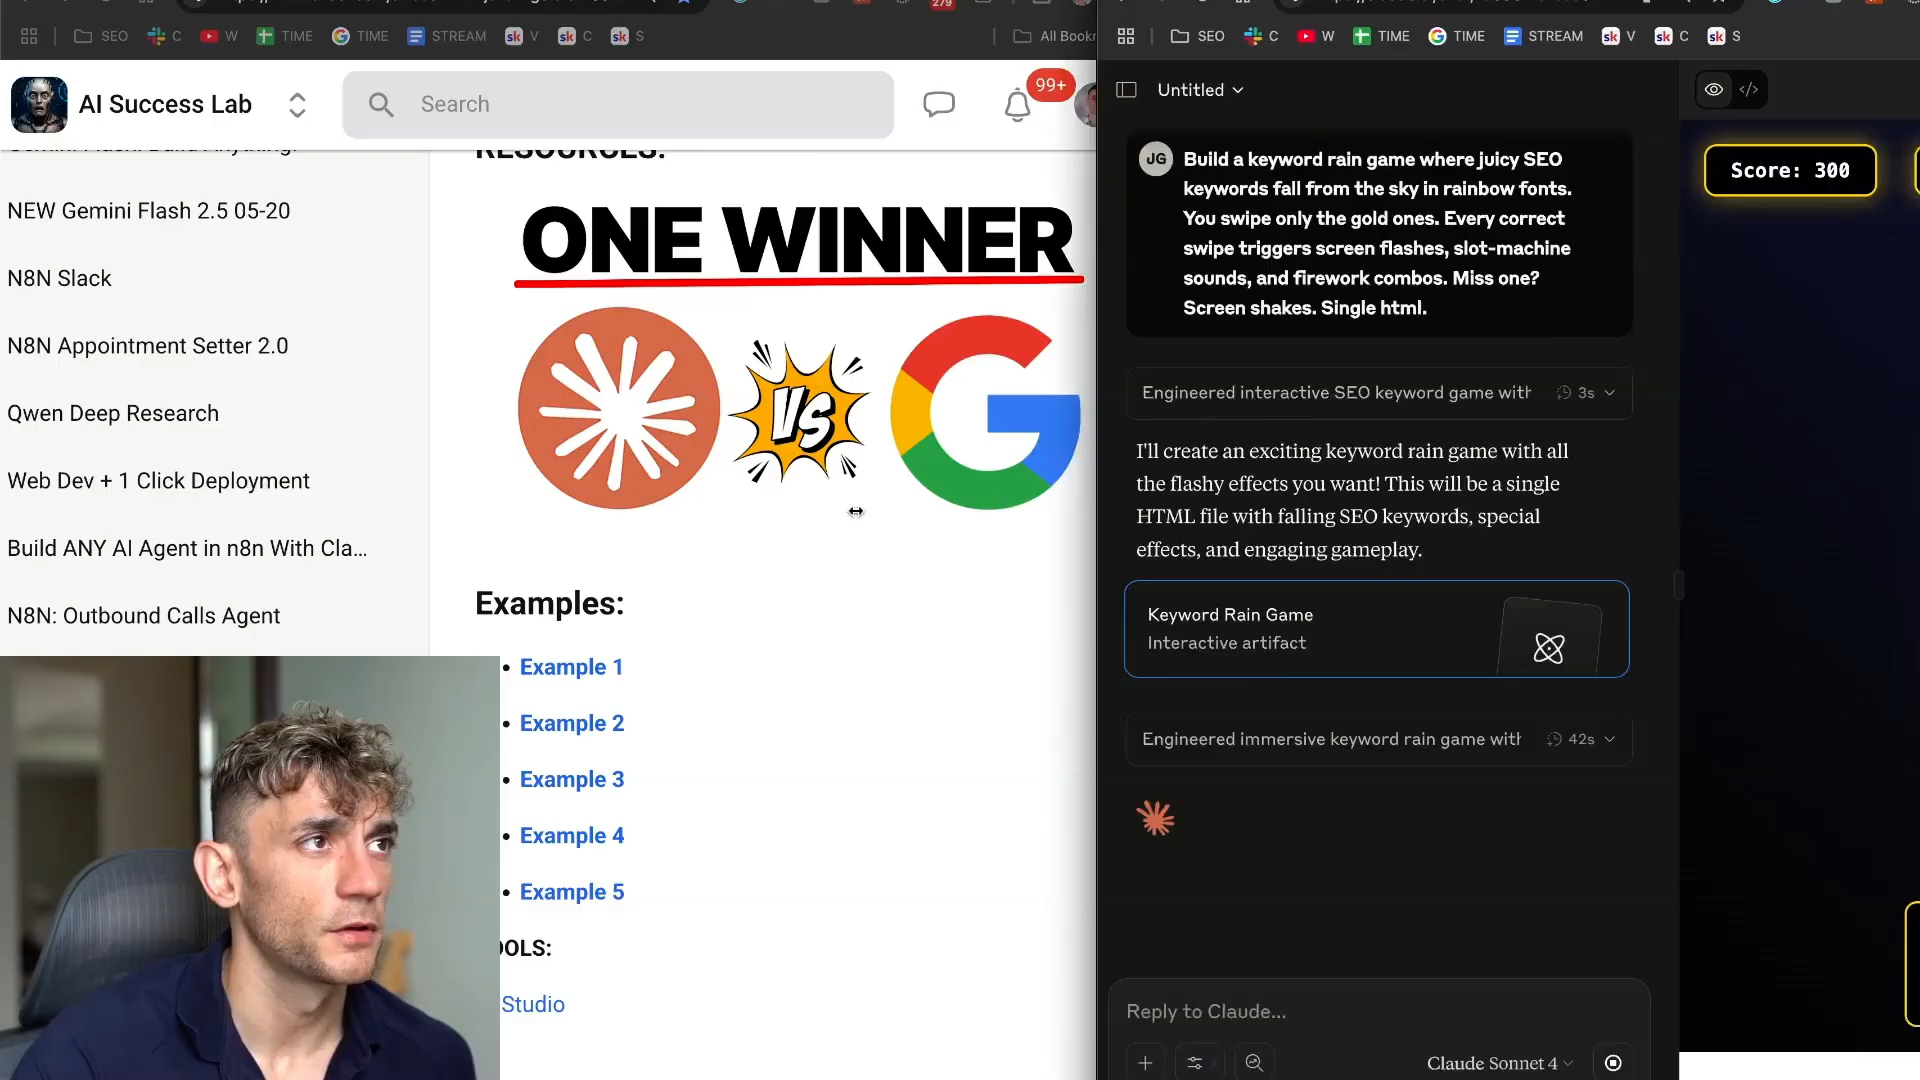 SEO
C
W
TIME
TIME
STREAM
V
C
S
279
SEO
C
W
TIME
TIME
STREAM
V
C
S
AI Success Lab
Search
99+
RESOURCES:
NEW Gemini Flash 2.5 05-20
N8N Slack
N8N Appointment Setter 2.0
Qwen Deep Research
Web Dev + 1 Click Deployment
Build ANY AI Agent in n8n With Cla...
N8N: Outbound Calls Agent
ONE WINNER
VS
Examples:
Example 1
Example 2
Example 3
Example 4
Example 5
OOLS:
Studio
Untitled
JG
Build a keyword rain game where juicy SEO
keywords fall from the sky in rainbow fonts.
You swipe only the gold ones. Every correct
swipe triggers screen flashes, slot-machine
sounds, and firework combos. Miss one?
Screen shakes. Single html.
Engineered interactive SEO keyword game with
3s
I'll create an exciting keyword rain game with all
the flashy effects you want! This will be a single
HTML file with falling SEO keywords, special
effects, and engaging gameplay.
Keyword Rain Game
Interactive artifact
Engineered immersive keyword rain game with
42s
Reply to Claude...
Claude Sonnet 4
Score: 300